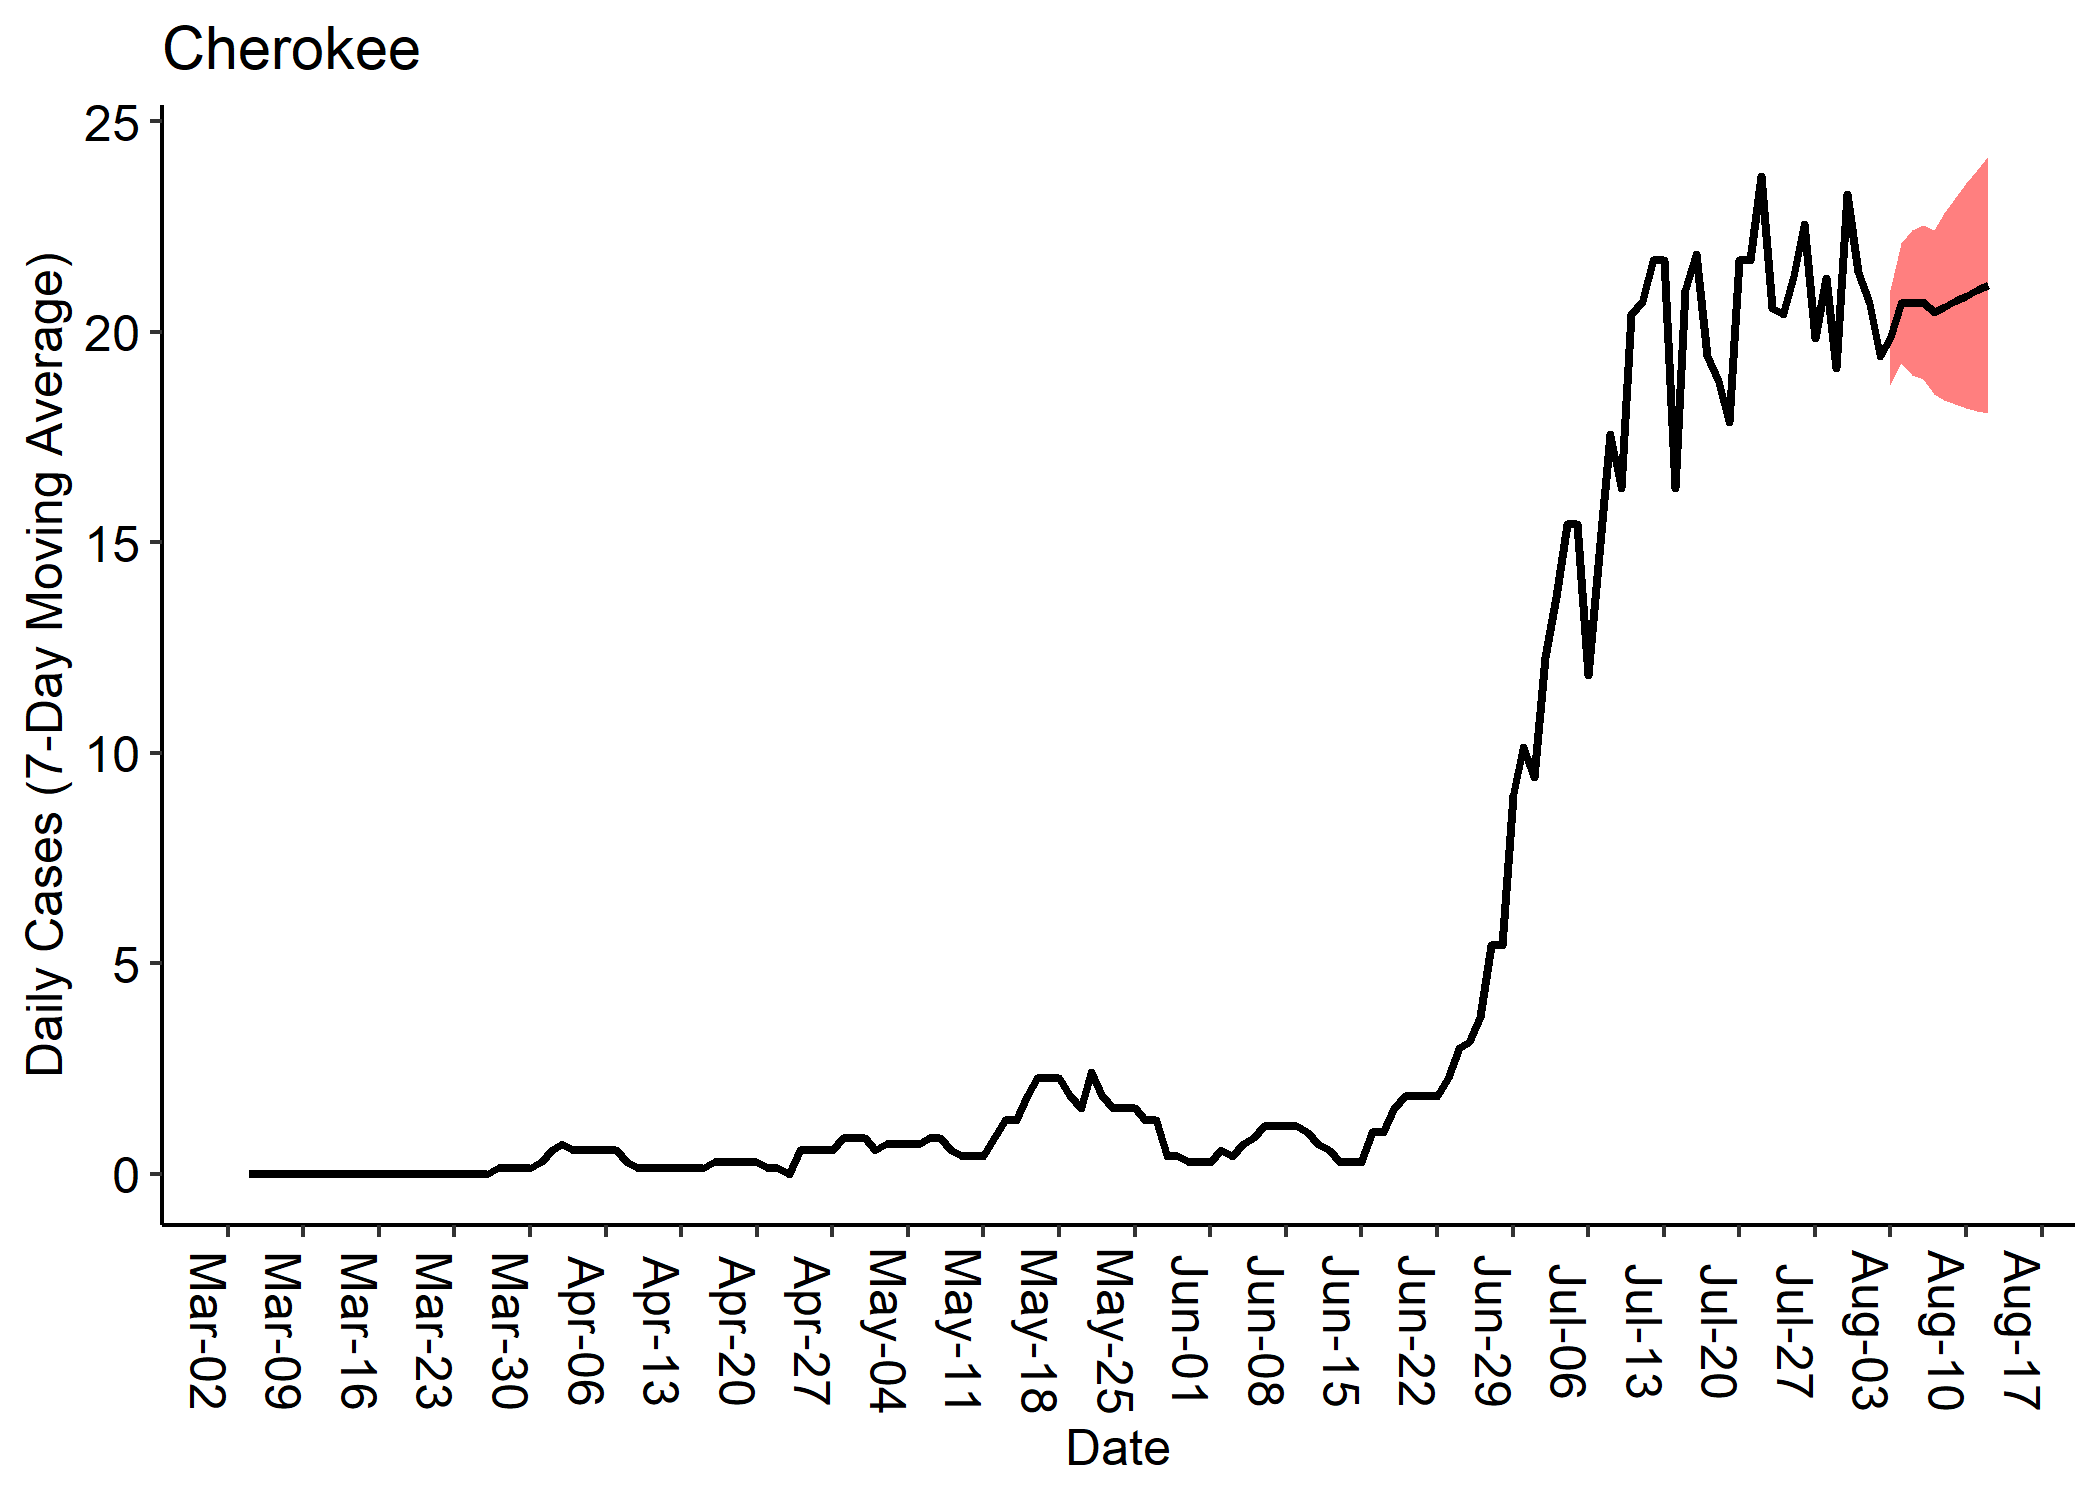 Cherokee
Daily Cases (7-Day Moving Average)
25
20
15
10
5
0
Mar-02
Mar-09
Mar-16
Mar-23
Mar-30
Apr-06
Apr-13
Apr-20
Apr-27
May-04
May-11
May-18
May-25
Jun-01
Jun-08
Jun-15
Jun-22
Jun-29
Jul-06
Jul-13
Jul-20
Jul-27
Aug-03
Aug-10
Aug-17
Date